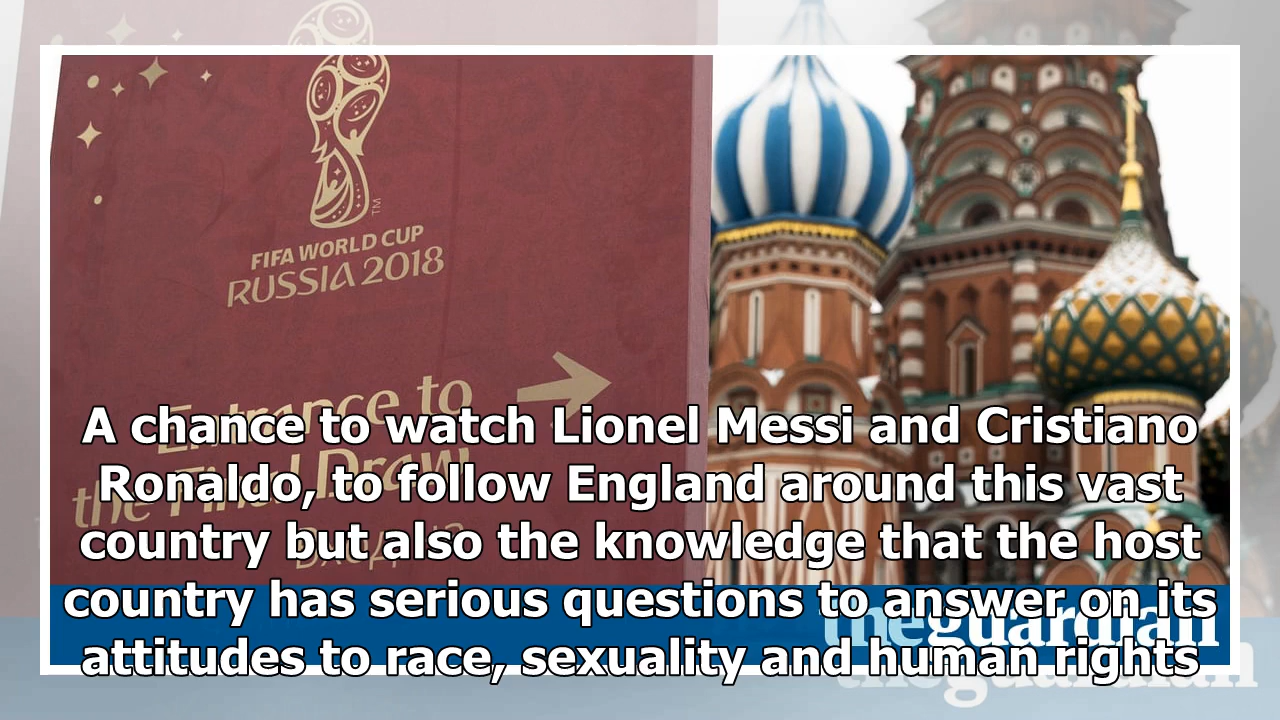 FIFA WORLD CUP
RUSSIA 2018
TM
Entrance to
the Final Draw
A chance to watch Lionel Messi and Cristiano
Ronaldo, to follow England around this vast
country but also the knowledge that the host
country has serious questions to answer on its
attitudes to race, sexuality and human rights
theguardian
theguardian